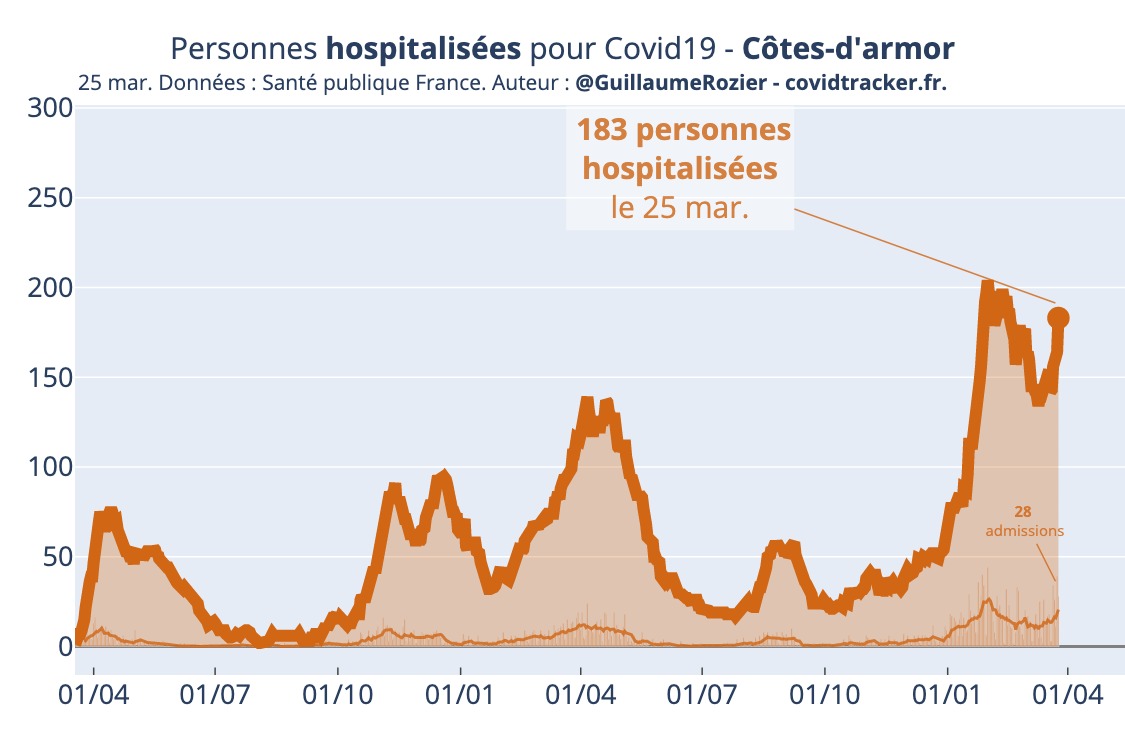 Personnes hospitalisées pour Covid19 - Côtes-d'armor
25 mar. Données : Santé publique France. Auteur : @GuillaumeRozier - covidtracker.fr.
300
183 personnes
hospitalisées
le 25 mar.
250
200
150
100
28
admissions
50
0
01/04 01/07 01/10 01/01 01/04 01/07 01/10 01/01 01/04